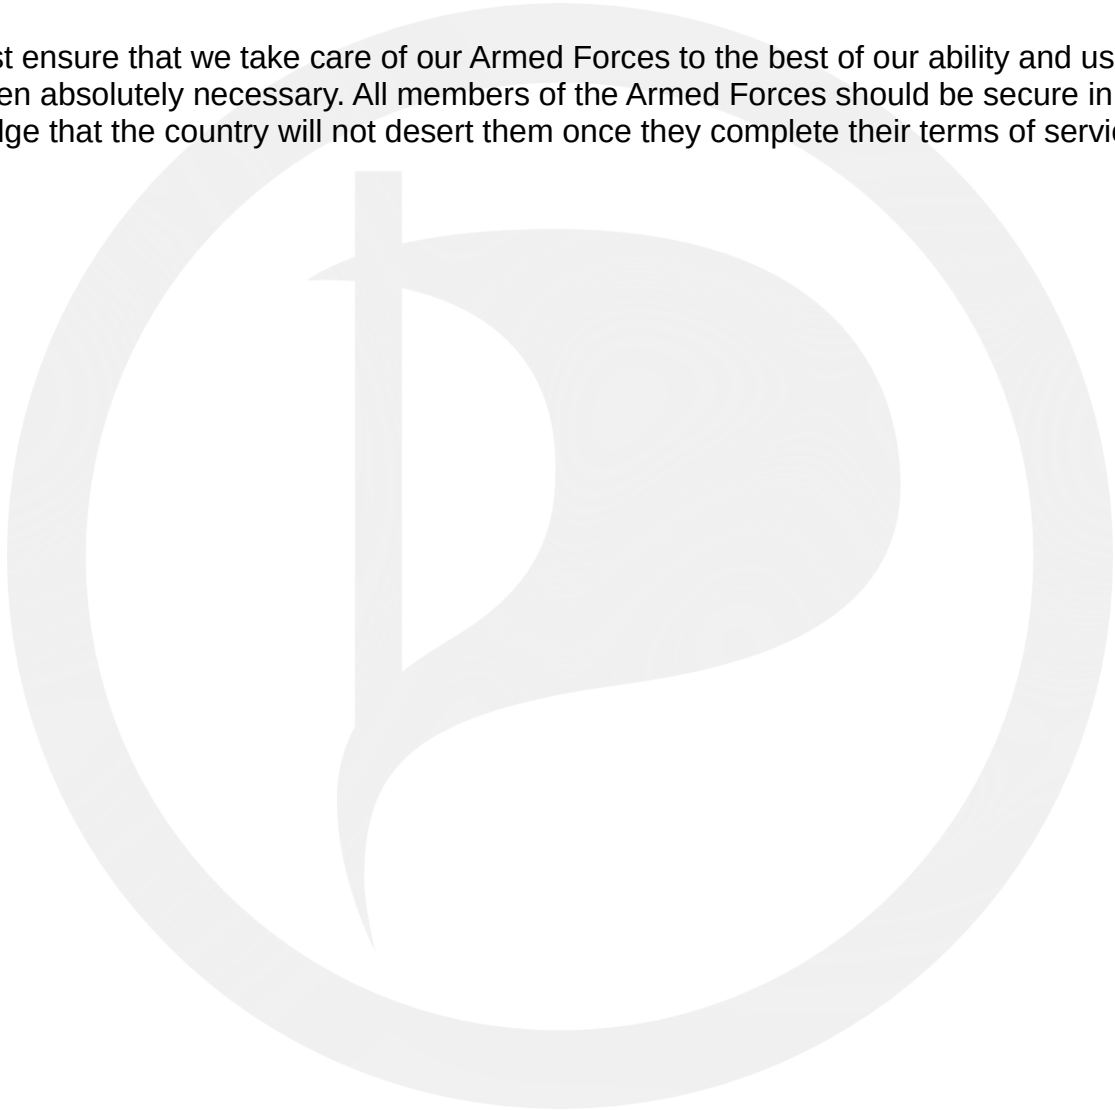 st ensure that we take care of our Armed Forces to the best of our ability and us
en absolutely necessary. All members of the Armed Forces should be secure in
lge that the country will not desert them once they complete their terms of servi